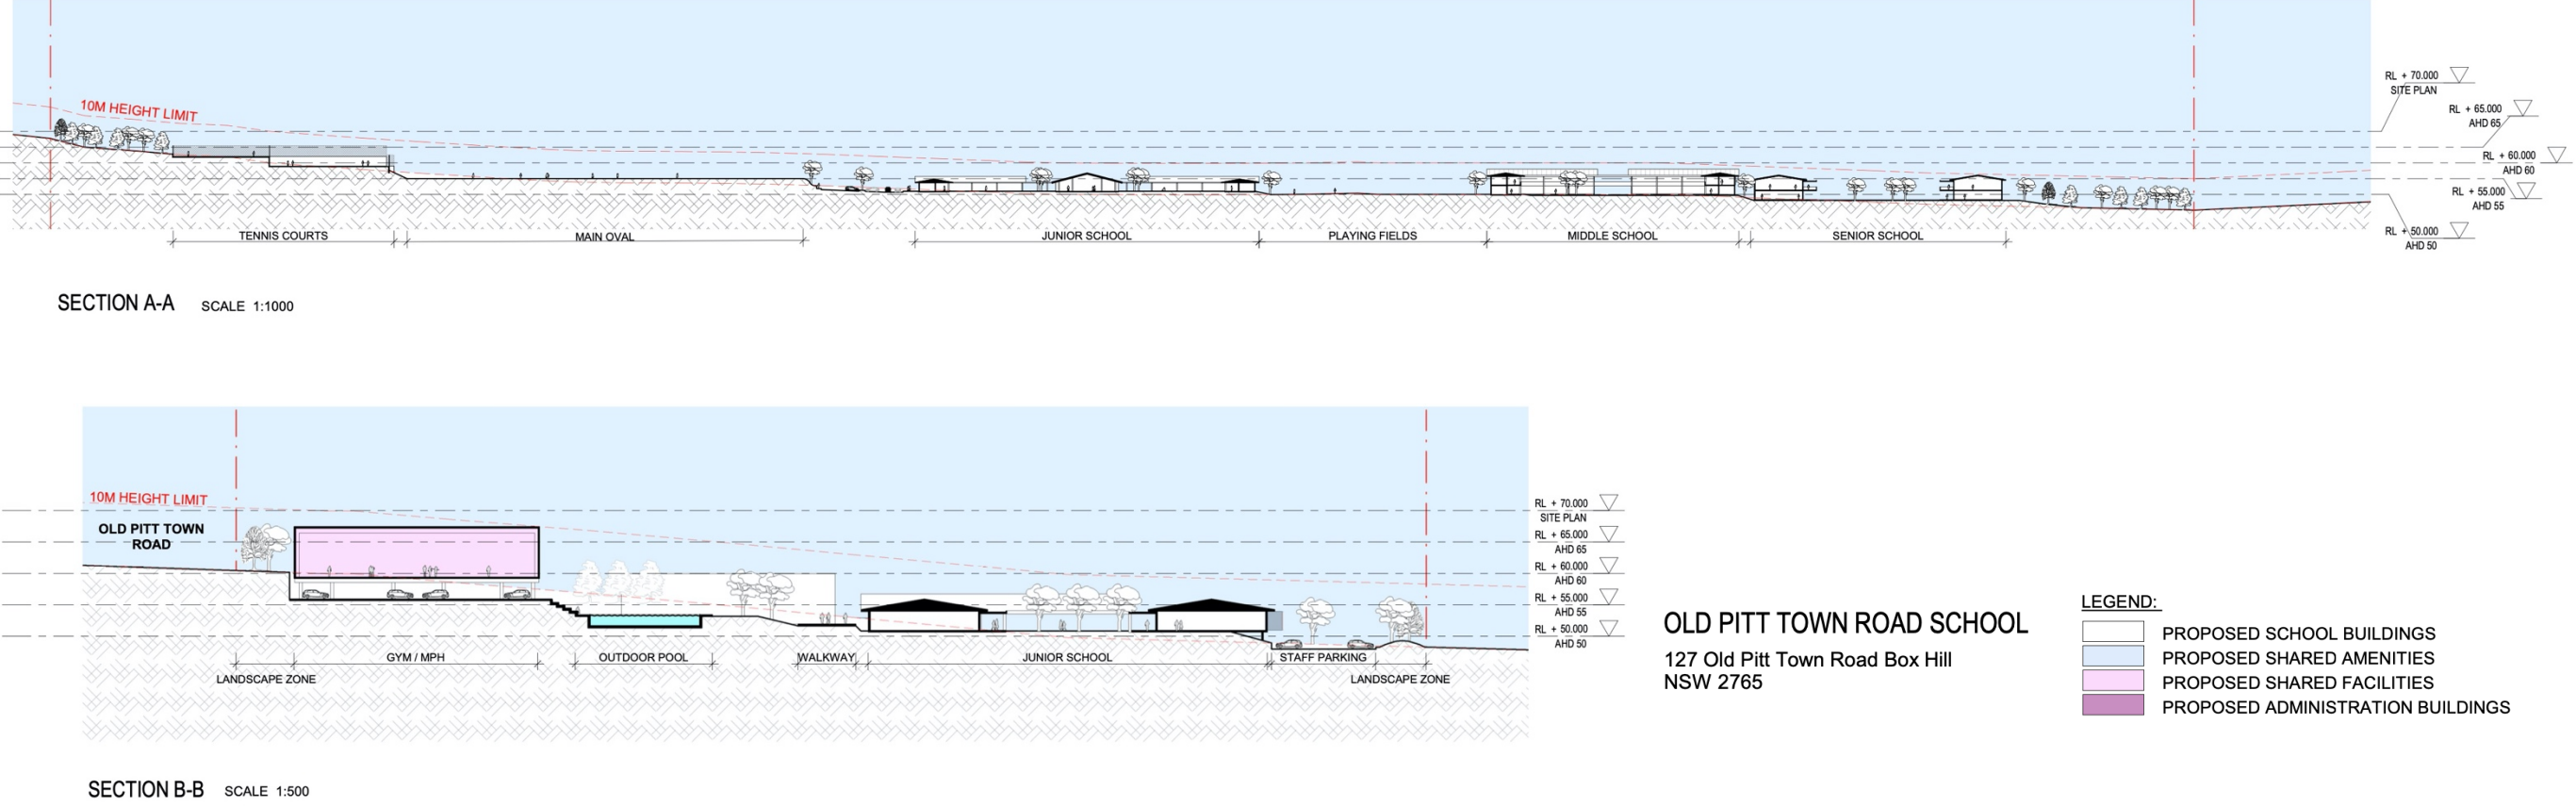 10M HEIGHT LIMIT
RL + 70.000
SITE PLAN
RL + 65.000
AHD 65
RL + 60.000
AHD 60
RL + 55.000
AHD 55
RL + 50.000
AHD 50
TENNIS COURTS
MAIN OVAL
JUNIOR SCHOOL
PLAYING FIELDS
MIDDLE SCHOOL
SENIOR SCHOOL
SECTION A-A SCALE 1:1000
10M HEIGHT LIMIT
OLD PITT TOWN
ROAD
RL + 70.000
SITE PLAN
RL + 65.000
AHD 65
RL + 60.000
AHD 60
RL + 55.000
AHD 55
RL + 50.000
AHD 50
GYM / MPH
OUTDOOR POOL
WALKWAY
JUNIOR SCHOOL
STAFF PARKING
LANDSCAPE ZONE
LANDSCAPE ZONE
SECTION B-B SCALE 1:500
OLD PITT TOWN ROAD SCHOOL
127 Old Pitt Town Road Box Hill
NSW 2765
LEGEND:
PROPOSED SCHOOL BUILDINGS
PROPOSED SHARED AMENITIES
PROPOSED SHARED FACILITIES
PROPOSED ADMINISTRATION BUILDINGS